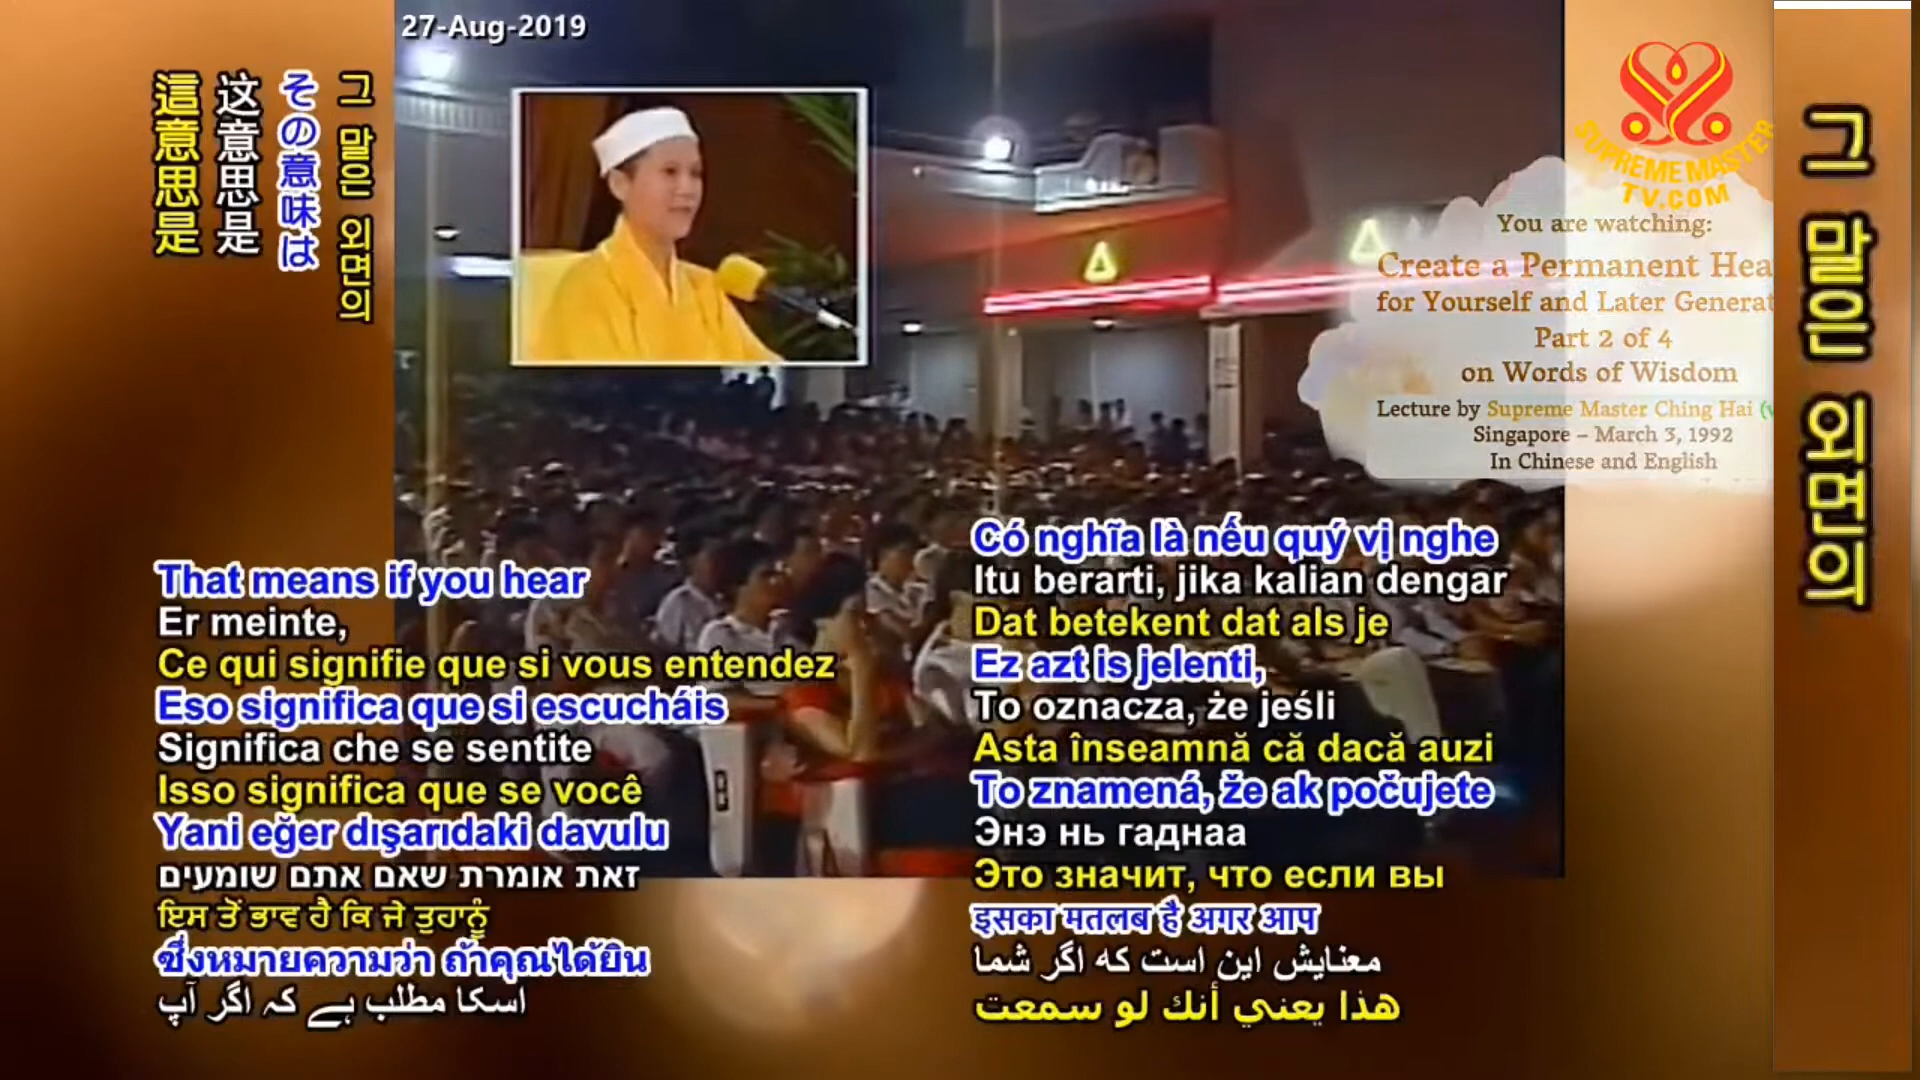 27-Aug-2019
這意思是
这意思是
その意味は
그 말은 외면의
SUPREME MASTER
TV.COM
You are watching:
Create a Permanent Hea
for Yourself and Later Generat
Part 2 of 4
on Words of Wisdom
Lecture by Supreme Master Ching Hai (v
Singapore – March 3, 1992
In Chinese and English
그 말은 외면의
That means if you hear
Er meinte,
Ce qui signifie que si vous entendez
Eso significa que si escucháis
Significa che se sentite
Isso significa que se você
Yani eğer dışarıdaki davulu
זאת אומרת שאם אתם שומעים
ਇਸ ਤੋਂ ਭਾਵ ਹੈ ਕਿ ਜੇ ਤੁਹਾਨੂੰ
ซึ่งหมายความว่า ถ้าคุณได้ยิน
اسکا مطلب ہے کہ اگر آپ
Có nghĩa là nếu quý vị nghe
Itu berarti, jika kalian dengar
Dat betekent dat als je
Ez azt is jelenti,
To oznacza, że jeśli
Asta înseamnă că dacă auzi
To znamená, že ak počujete
Энэ нь гаднаа
Это значит, что если вы
इसका मतलब है अगर आप
معنایش این است که اگر شما
هذا يعني أنك لو سمعت